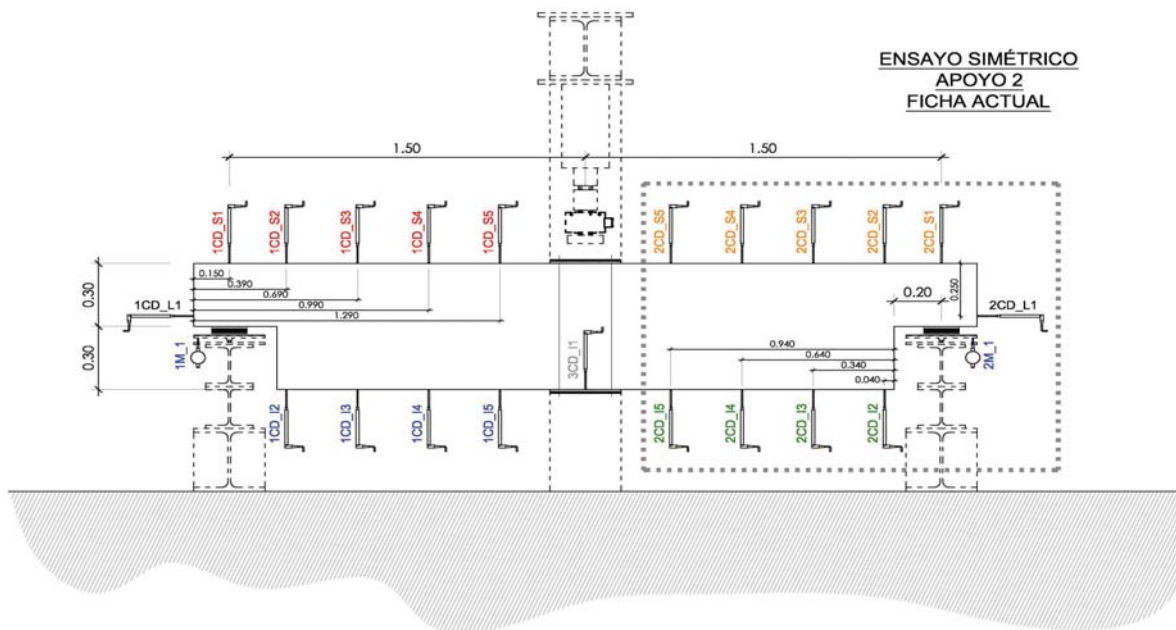 ENSAYO SIMÉTRICO
APOYO 2
FICHA ACTUAL
1.50
1.50
1CD_S1
1CD_S2
1CD_S3
1CD_S4
1CD_S5
2CD_S5
2CD_S4
2CD_S3
2CD_S2
2CD_S1
0.30
0.150
0.390
0.690
0.990
1.290
0.20
0.250
1CD_L1
2CD_L1
0.30
1M_1
3CD_I1
0.940
0.640
0.340
0.040
2M_1
1CD_I2
1CD_I3
1CD_I4
1CD_I5
2CD_I5
2CD_I4
2CD_I3
2CD_I2